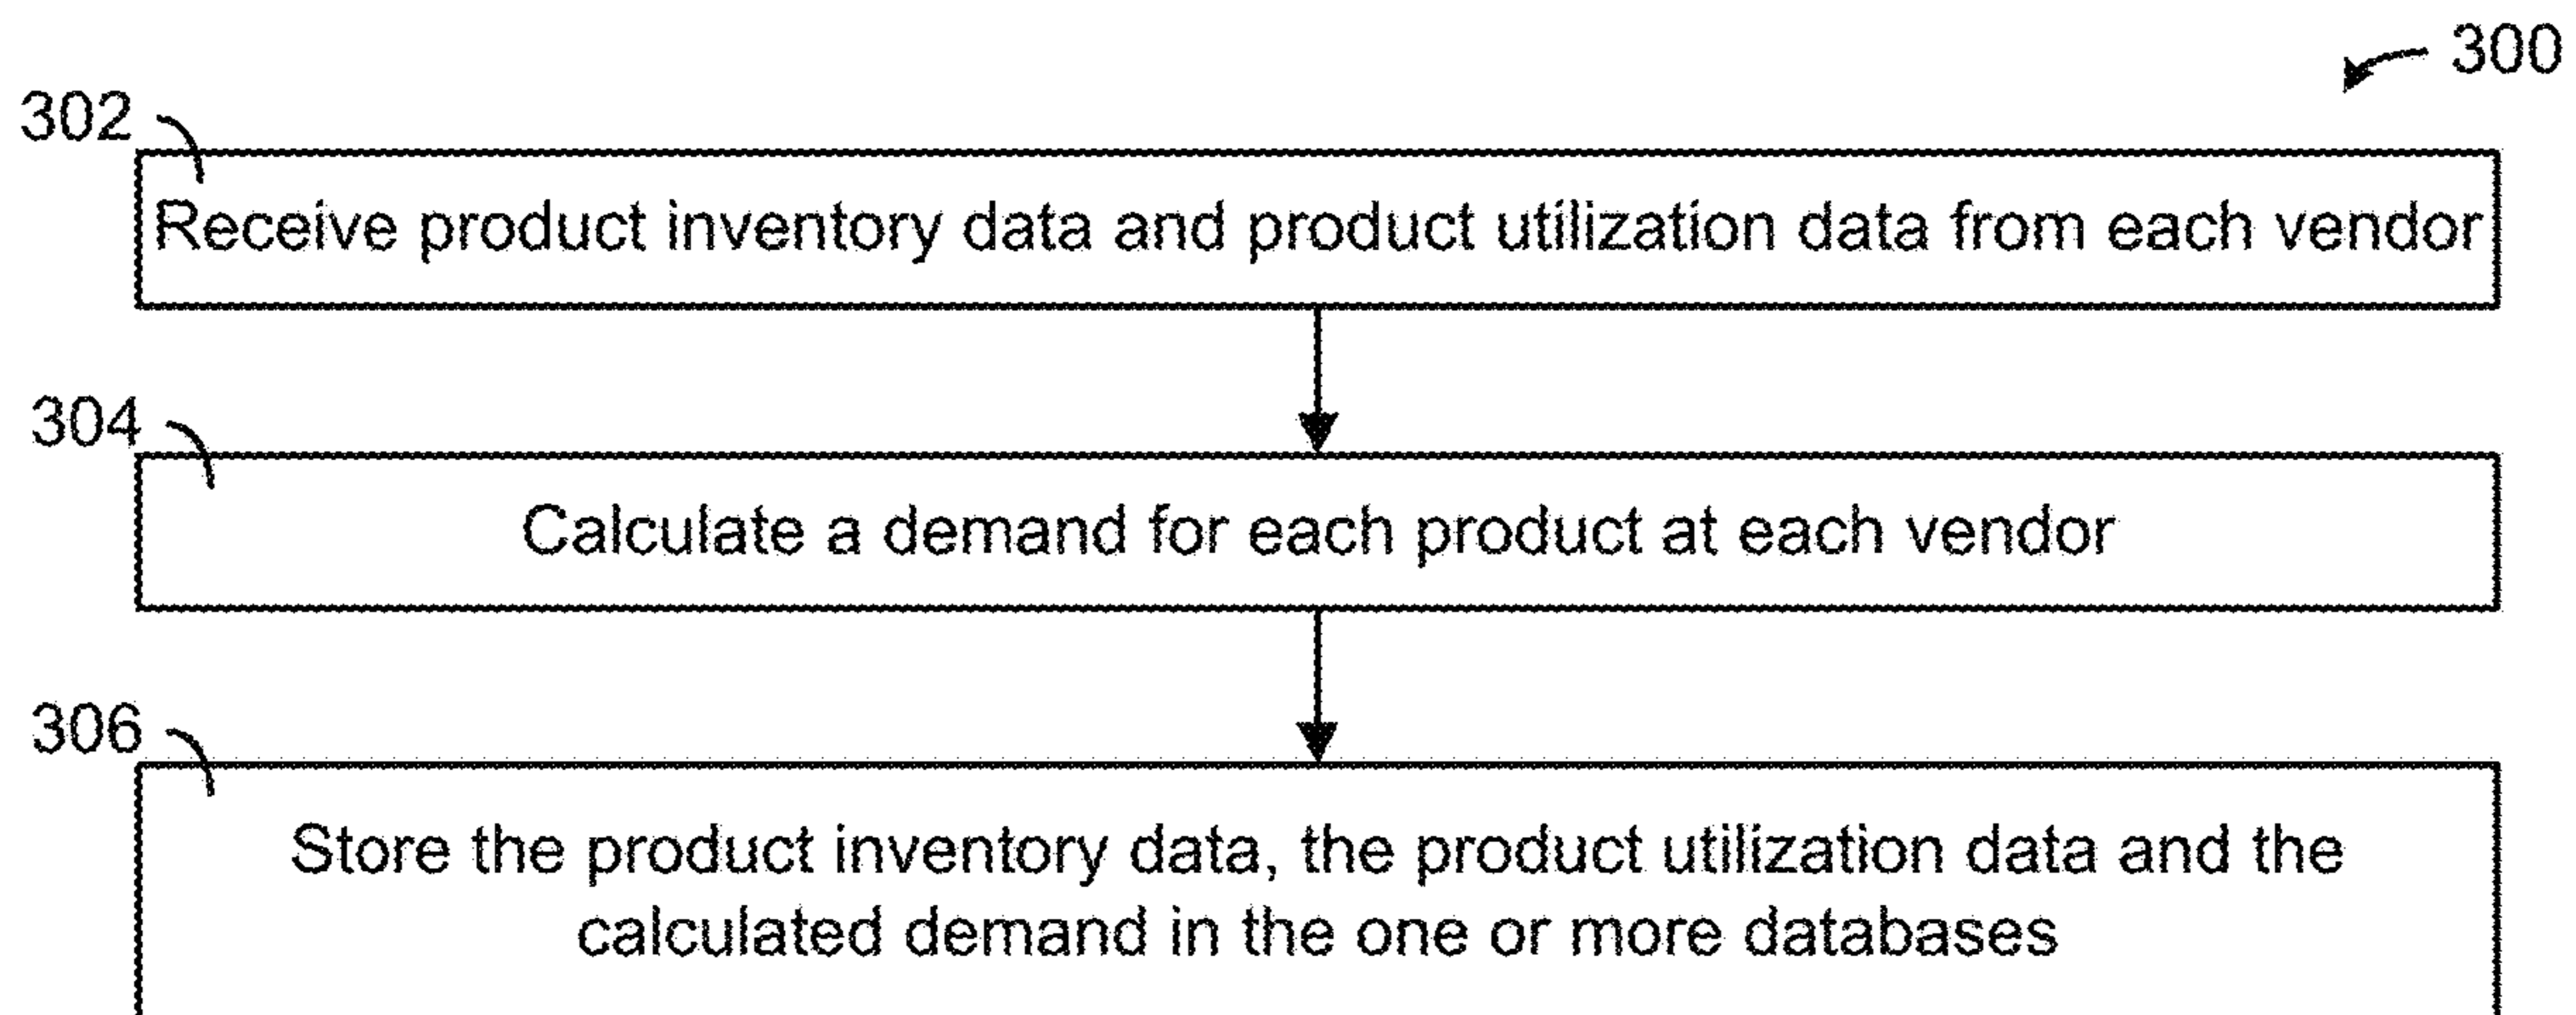 300
302
Receive product inventory data and product utilization data from each vendor
304
Calculate a demand for each product at each vendor
306
Store the product inventory data, the product utilization data and the
calculated demand in the one or more databases